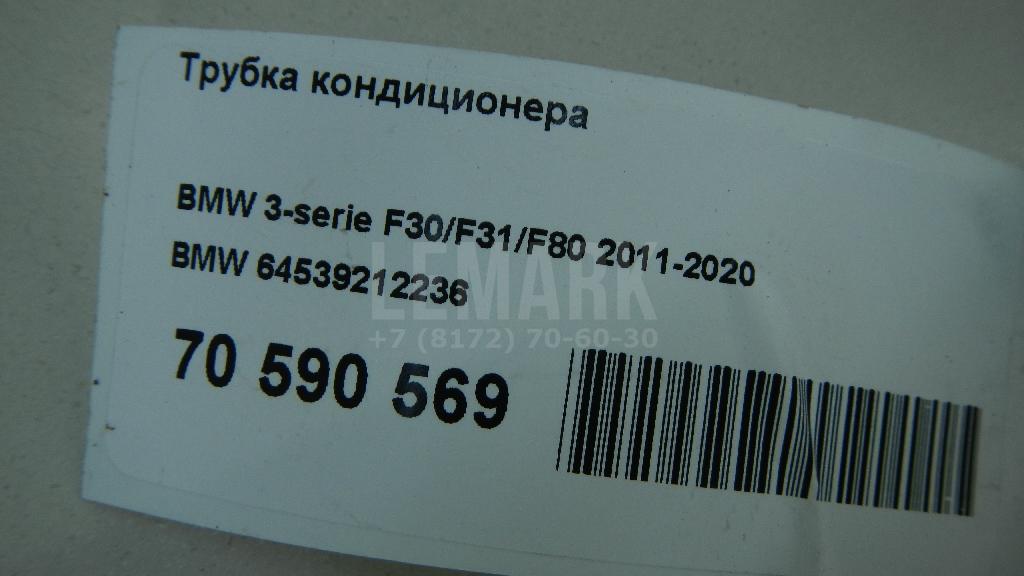 Трубка кондиционера
BMW 3-serie F30/F31/F80 2011-2020
BMW 64539212236
LEMARK
+7 (8172) 70-60-30
70 590 569